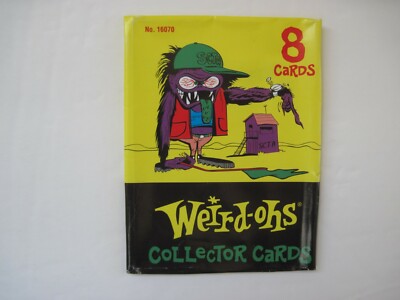 No. 16070
8
CARDS
Weird-ohs
COLLECTOR CARDS